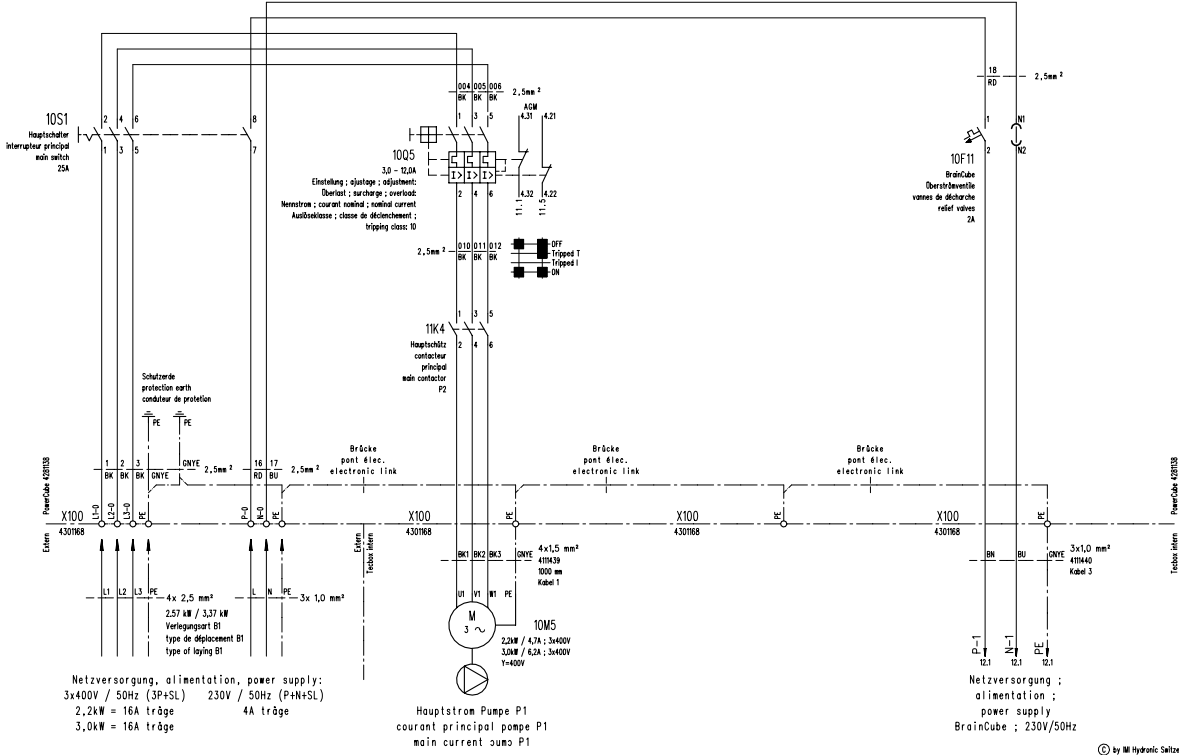 10S1
Hauptschalter
interrupteur principal
main switch
25A
2 4 6
1 3 5
8
7
004 005 006
BK BK BK
2,5mm²
AGM
4.31 4.21
1 3 5
10Q5
3,0 - 12,0A
Einstellung ; ajustage ; adjustment:
Überlast ; surcharge ; overload:
Nennstrom ; courant nominal ; nominal current
Auslöseklasse ; classe de déclenchement ;
tripping class: 10
I> I> I>
2 4 6
4.32 4.22
11.1 11.5
2,5mm²
010 011 012
BK BK BK
OFF
Tripped T
Tripped I
ON
1 3 5
11K4
2 4 6
Hauptschütz
contacteur
principal
main contactor
P2
18
RD
2,5mm²
1
2
N1
N2
10F11
BrainCube
Überströmventile
vannes de décharche
relief valves
2A
Schutzerde
protection earth
conduteur de protetion
PE PE
1 2 3
BK BK BK GNYE
GNYE
2,5mm²
16 17
RD BU
2,5mm²
Brücke
pont élec.
electronic link
Brücke
pont élec.
electronic link
Brücke
pont élec.
electronic link
PowerCube 4281138
PowerCube 4281138
X100
4301168
L1-0 L2-0 L3-0 PE
P-0 N-0 PE
X100
4301168
PE
X100
4301168
PE
X100
4301168
PE
Extern
Extern
Tecbox intern
Tecbox intern
BK1 BK2 BK3 GNYE
4x1,5 mm²
4111439
1000 mm
Kabel 1
BN BU GNYE
3x1,0 mm²
4111440
Kabel 3
L1 L2 L3 PE
4x 2,5 mm²
2,57 kW / 3,37 kW
Verlegungsart B1
type de déplacement B1
type of laying B1
L N PE
3x 1,0 mm²
U1 V1 W1 PE
M
3 ~
10M5
2,2kW / 4,7A ; 3x400V
3,0kW / 6,2A ; 3x400V
Y=400V
P-1 N-1 PE
12.1 12.1 12.1
Netzversorgung, alimentation, power supply:
3x400V / 50Hz (3P+SL) 230V / 50Hz (P+N+SL)
2,2kW = 16A träge 4A träge
3,0kW = 16A träge
Hauptstrom Pumpe P1
courant principal pompe P1
main current pump P1
Netzversorgung ;
alimentation ;
power supply
BrainCube ; 230V/50Hz
© by IMI Hydronic Switze